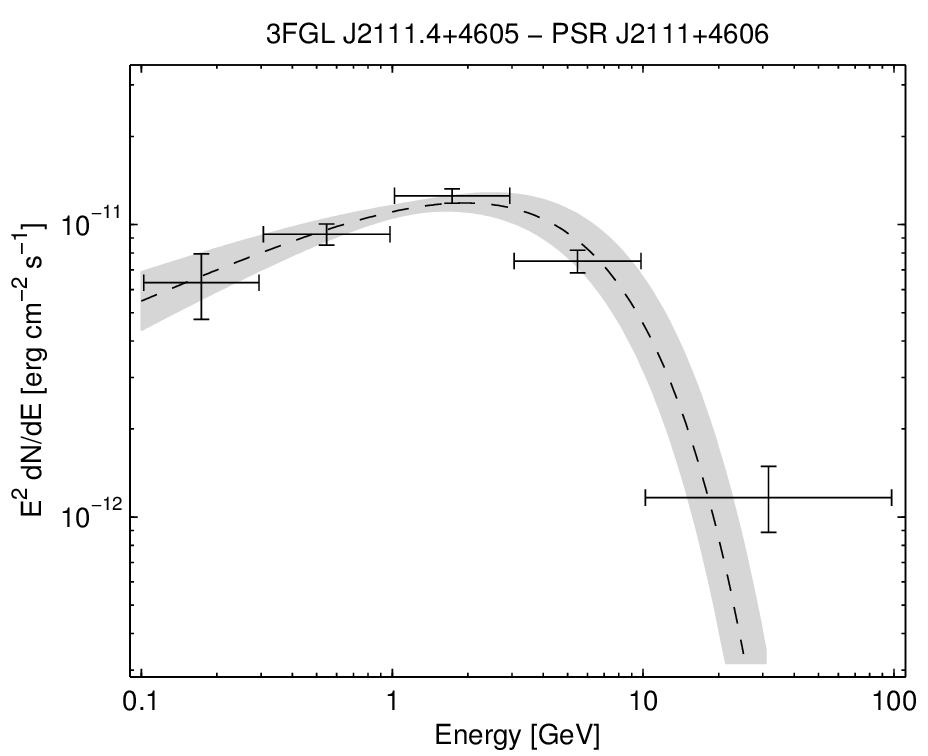 3FGL J2111.4+4605 − PSR J2111+4606
E² dN/dE [erg cm⁻² s⁻¹]
10⁻¹¹
10⁻¹²
0.1 1 10 100
Energy [GeV]